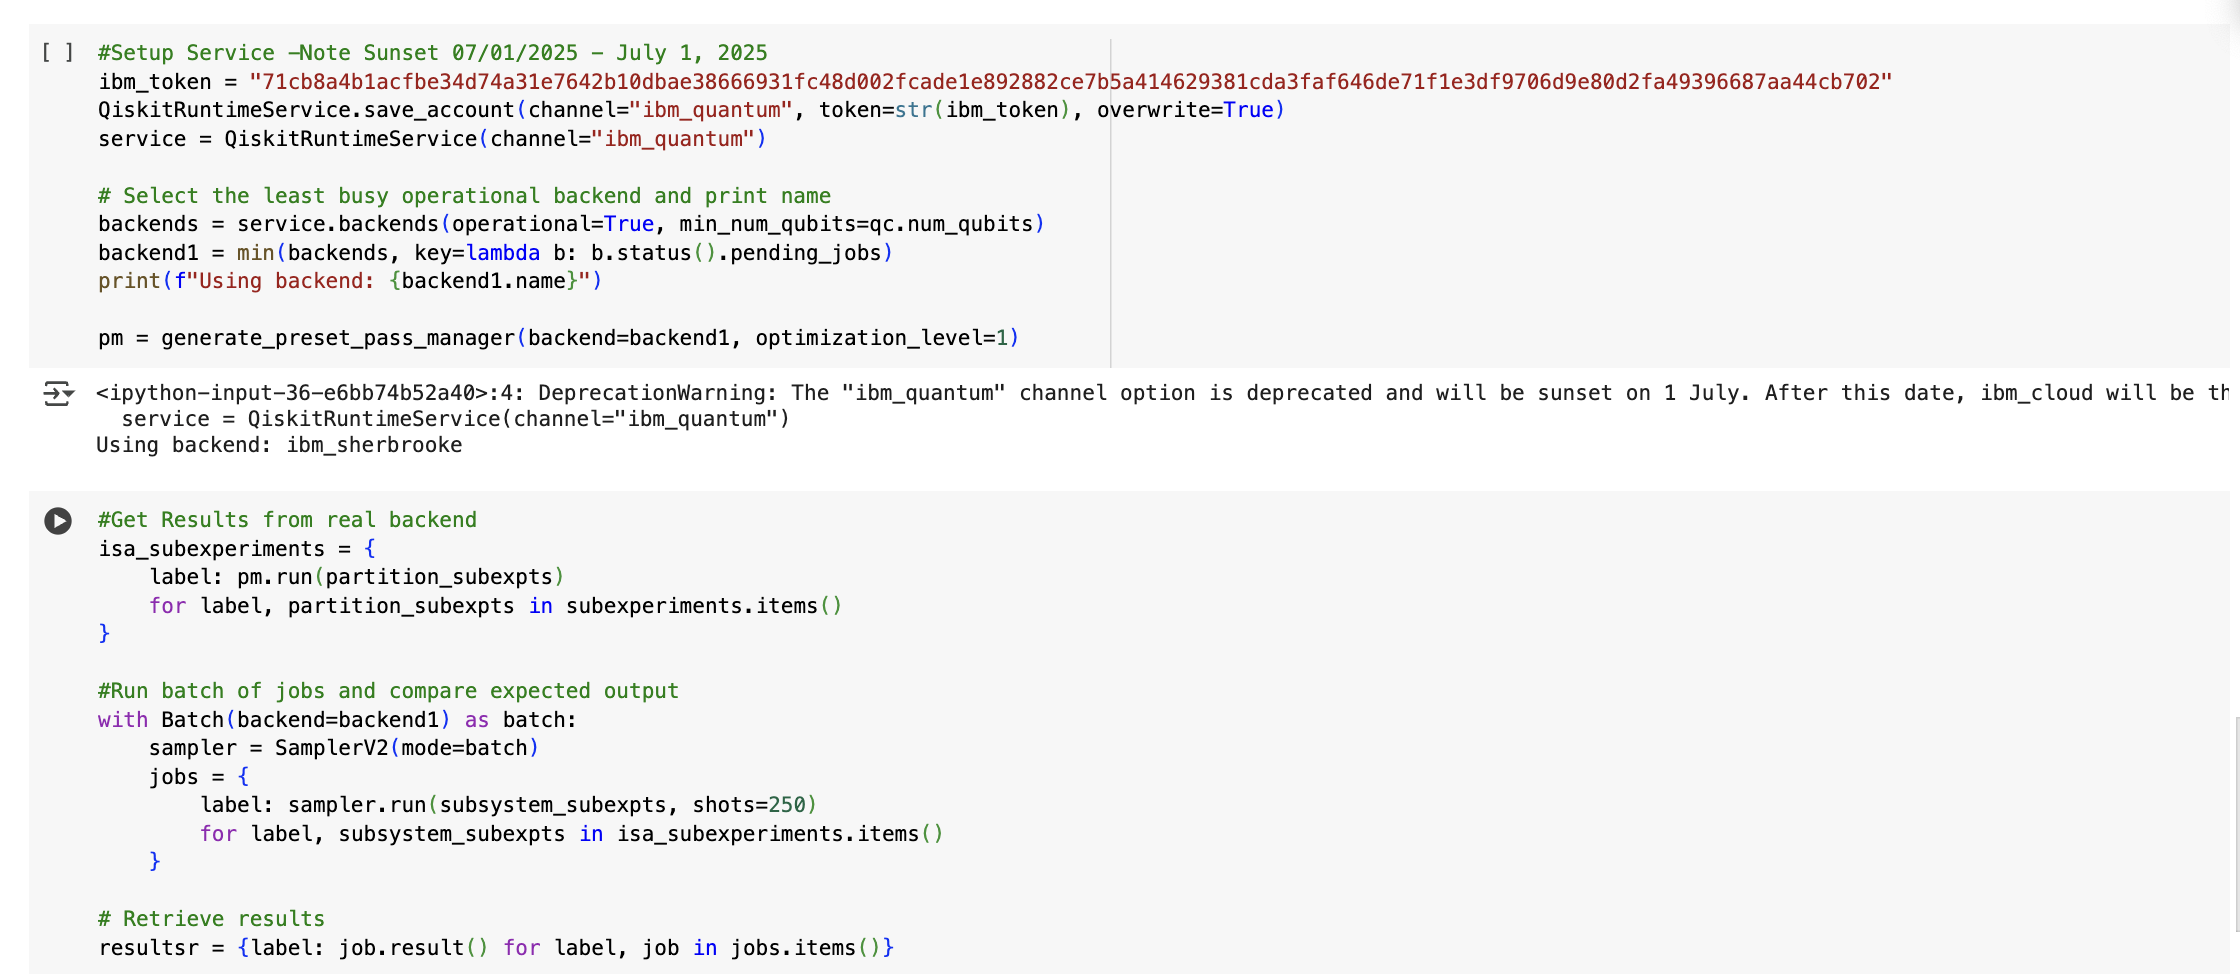 [ ] #Setup Service —Note Sunset 07/01/2025 - July 1, 2025
ibm_token = "71cb8a4b1acfbe34d74a31e7642b10dbae38666931fc48d002fcade1e892882ce7b5a414629381cda3faf646de71f1e3df9706d9e80d2fa49396687aa44cb702"
QiskitRuntimeService.save_account(channel="ibm_quantum", token=str(ibm_token), overwrite=True)
service = QiskitRuntimeService(channel="ibm_quantum")
# Select the least busy operational backend and print name
backends = service.backends(operational=True, min_num_qubits=qc.num_qubits)
backend1 = min(backends, key=lambda b: b.status().pending_jobs)
print(f"Using backend: {backend1.name}")
pm = generate_preset_pass_manager(backend=backend1, optimization_level=1)
<ipython-input-36-e6bb74b52a40>:4: DeprecationWarning: The "ibm_quantum" channel option is deprecated and will be sunset on 1 July. After this date, ibm_cloud will be th
service = QiskitRuntimeService(channel="ibm_quantum")
Using backend: ibm_sherbrooke
#Get Results from real backend
isa_subexperiments = {
label: pm.run(partition_subexpts)
for label, partition_subexpts in subexperiments.items()
}
#Run batch of jobs and compare expected output
with Batch(backend=backend1) as batch:
sampler = SamplerV2(mode=batch)
jobs = {
label: sampler.run(subsystem_subexpts, shots=250)
for label, subsystem_subexpts in isa_subexperiments.items()
}
# Retrieve results
resultsr = {label: job.result() for label, job in jobs.items()}